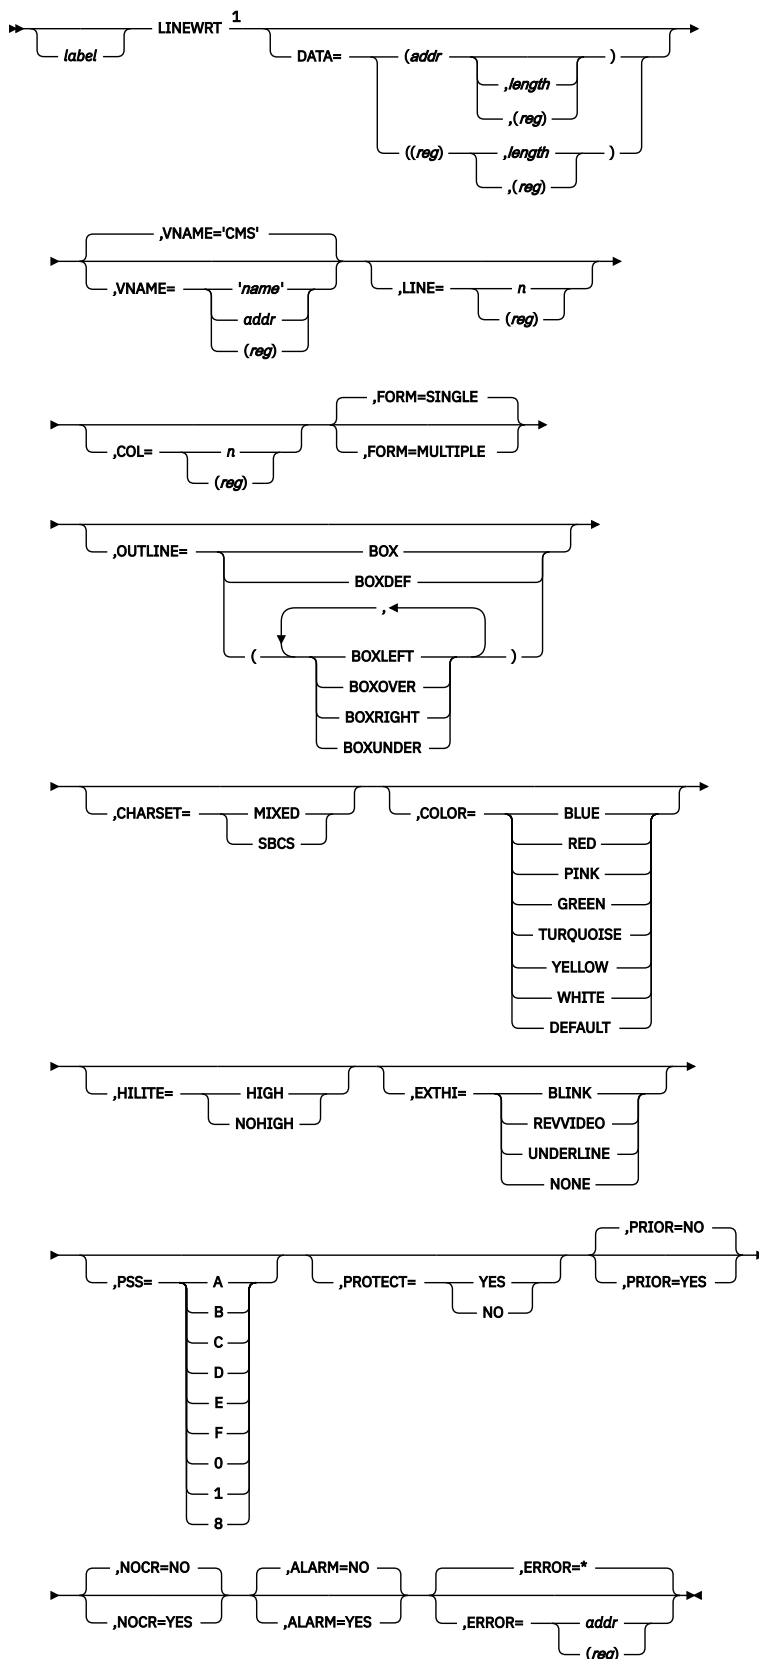 label LINEWRT 1 DATA= (addr ,length ,(reg) )
((reg) ,length ,(reg) )
,VNAME='CMS'
,VNAME= 'name' addr (reg)
,LINE= n (reg)
,COL= n (reg)
,FORM=SINGLE
,FORM=MULTIPLE
,OUTLINE= BOX
BOXDEF
,
( BOXLEFT )
BOXOVER
BOXRIGHT
BOXUNDER
,CHARSET= MIXED
SBCS
,COLOR= BLUE
RED
PINK
GREEN
TURQUOISE
YELLOW
WHITE
DEFAULT
,HILITE= HIGH
NOHIGH
,EXTHI= BLINK
REVVIDEO
UNDERLINE
NONE
,PSS= A
B
C
D
E
F
0
1
8
,PROTECT= YES
NO
,PRIOR=NO
,PRIOR=YES
,NOCR=NO
,NOCR=YES
,ALARM=NO
,ALARM=YES
,ERROR=*
,ERROR= addr
(reg)